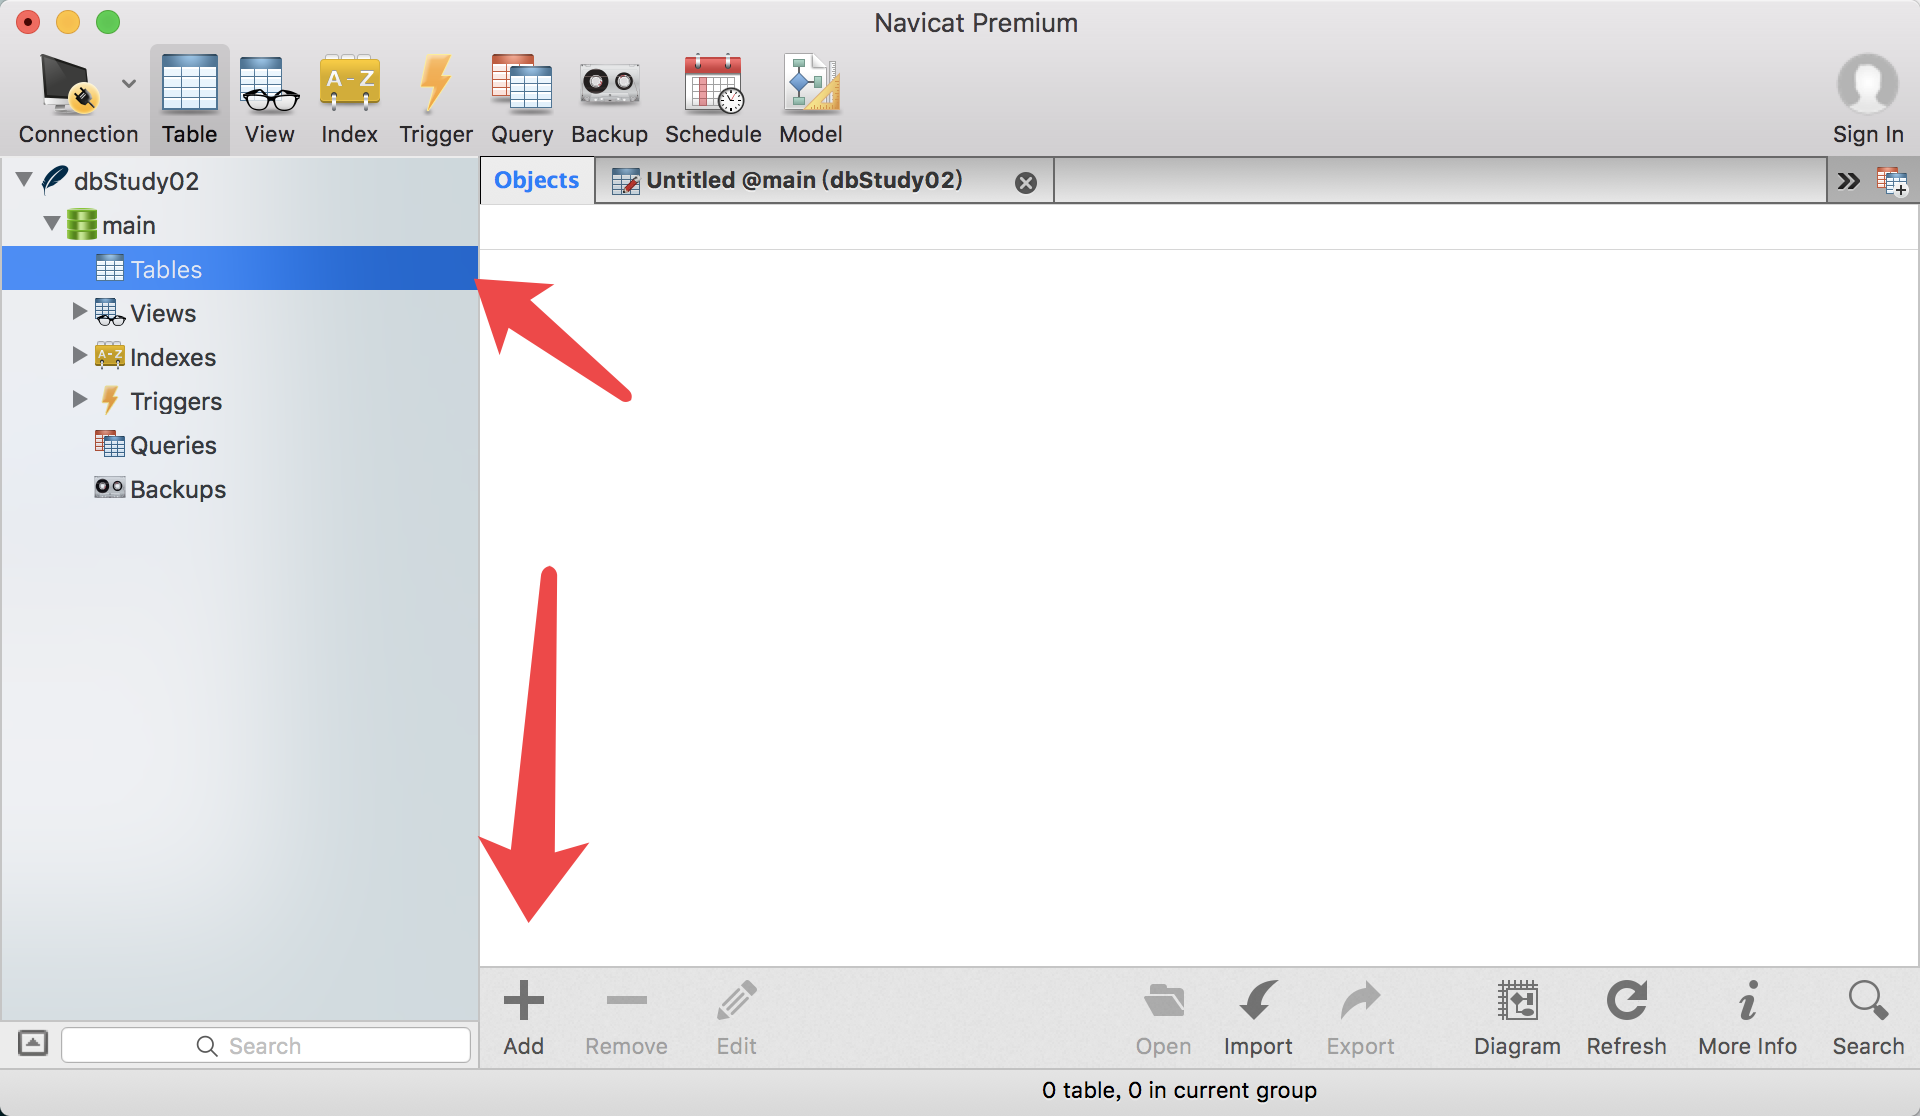 Navicat Premium
Connection Table View Index Trigger Query Backup Schedule Model Sign In
A-Z
dbStudy02
Objects Untitled @main (dbStudy02)
main
Tables
Views
A-Z Indexes
Triggers
Queries
Backups
Search
Add Remove Edit Open Import Export Diagram Refresh More Info Search
0 table, 0 in current group